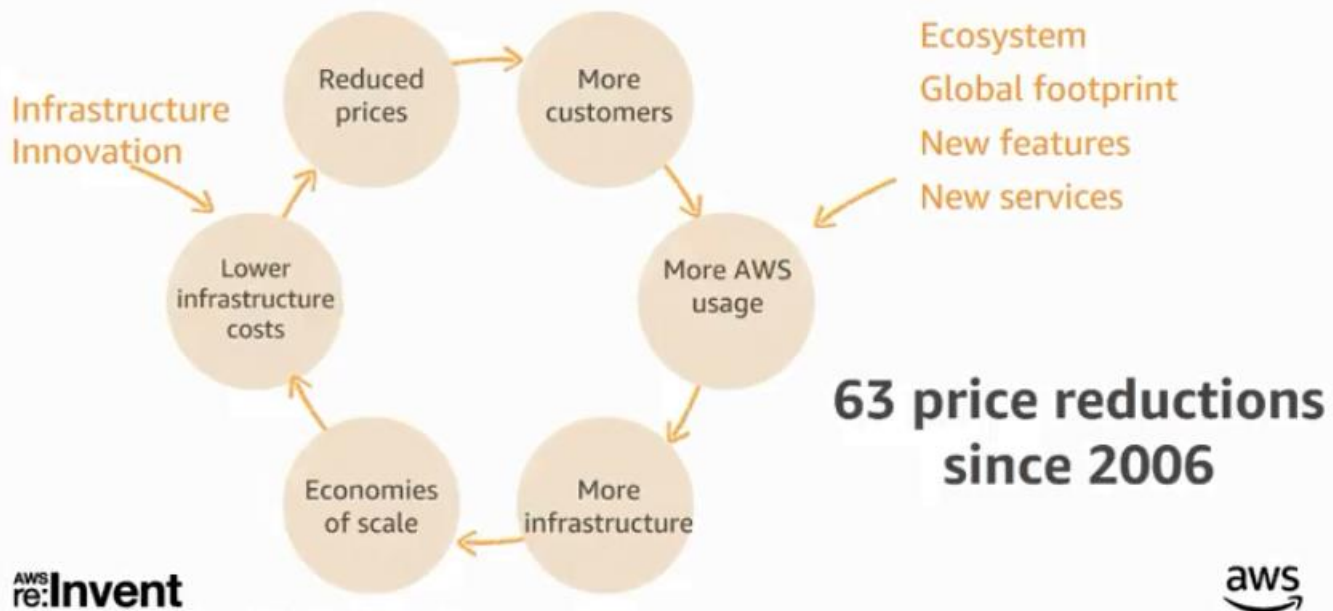 Infrastructure
Innovation
Reduced
prices
More
customers
Ecosystem
Global footprint
New features
New services
Lower
infrastructure
costs
More AWS
usage
63 price reductions
since 2006
Economies
of scale
More
infrastructure
AWS
re:Invent
aws